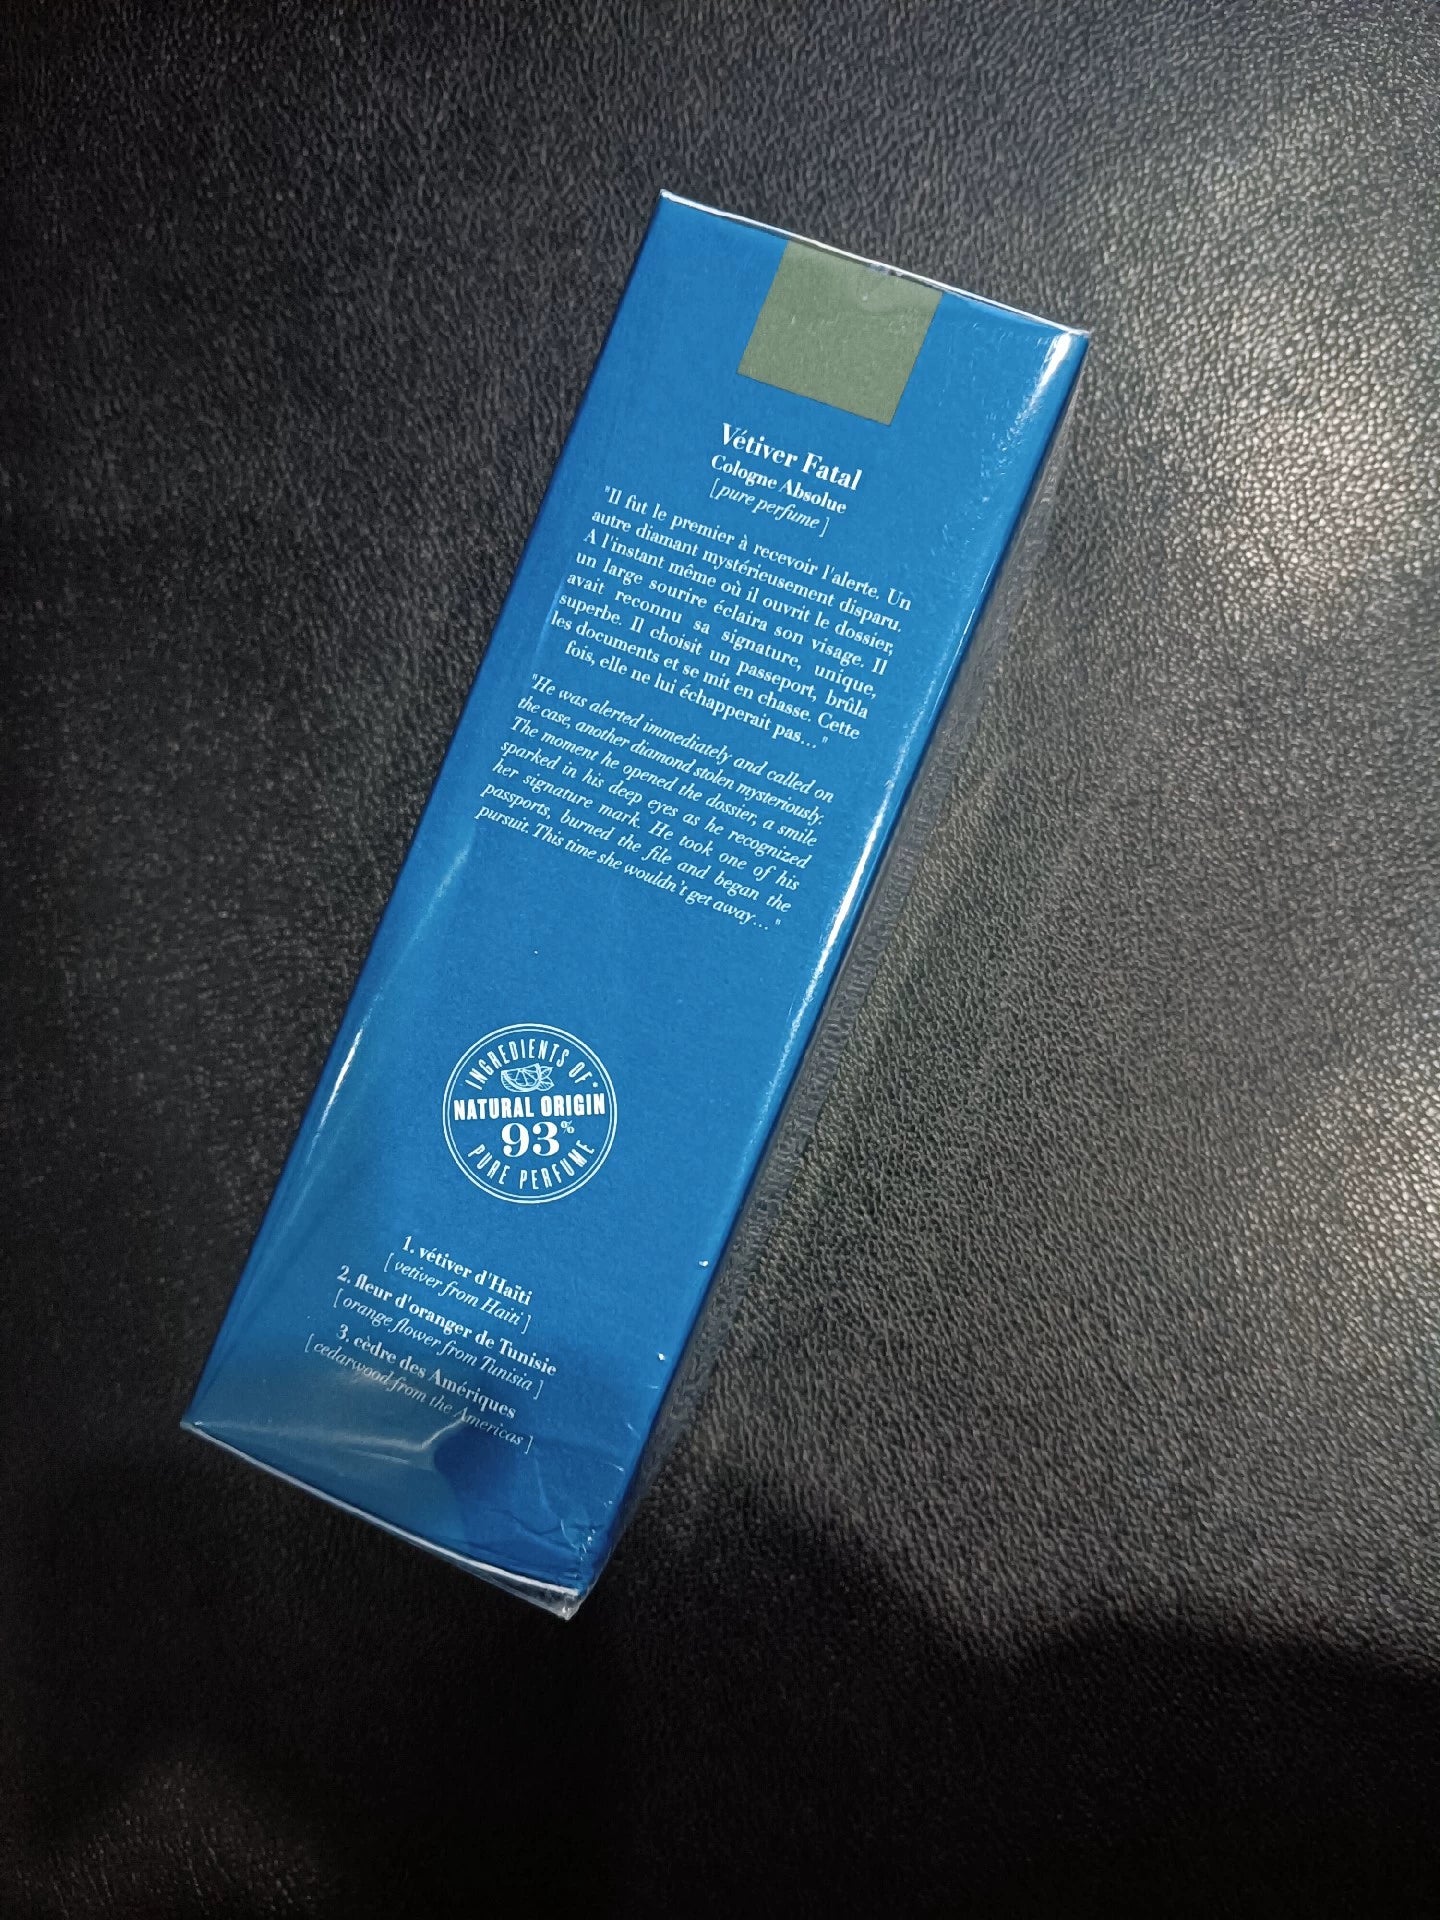 Vétiver Fatal
Cologne Absolue
[ pure perfume ]
"Il fut le premier à recevoir l'alerte. Un
autre diamant mystérieusement disparu.
A l'instant même où il ouvrit le dossier,
un large sourire éclaira son visage. Il
avait reconnu sa signature, unique,
superbe. Il choisit un passeport, brûla
les documents et se mit en chasse. Cette
fois, elle ne lui échapperait pas... "
"He was alerted immediately and called on
the case, another diamond stolen mysteriously.
The moment he opened the dossier, a smile
sparked in his deep eyes as he recognized
her signature mark. He took one of his
passports, burned the file and began the
pursuit. This time she wouldn't get away... "
INGREDIENTS OF*
NATURAL ORIGIN
93%
PURE PERFUME
1. vétiver d'Haïti
[ vetiver from Haiti ]
2. fleur d'oranger de Tunisie
[ orange flower from Tunisia ]
3. cèdre des Amériques
[ cedarwood from the Americas ]